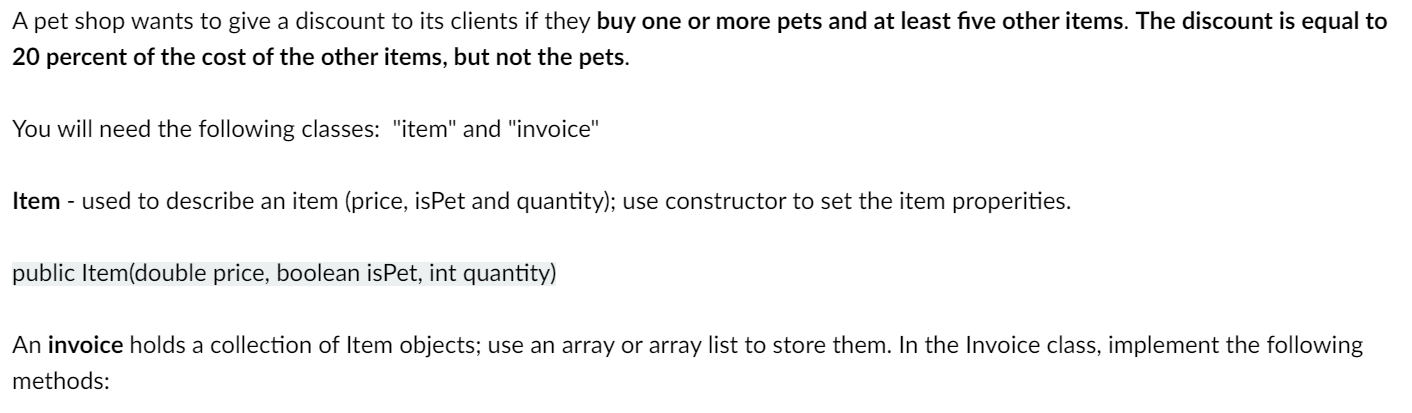 A pet shop wants to give a discount to its clients if they buy one or more pets and at least five other items. The discount is equal to
20 percent of the cost of the other items, but not the pets.
You will need the following classes:  "item" and "invoice"
Item - used to describe an item (price, isPet and quantity); use constructor to set the item properities.
public Item(double price, boolean isPet, int quantity)
An invoice holds a collection of Item objects; use an array or array list to store them. In the Invoice class, implement the following
methods: